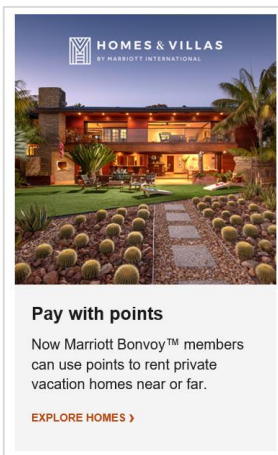 HOMES & VILLAS
BY MARRIOTT INTERNATIONAL
Pay with points
Now Marriott Bonvoy™ members
can use points to rent private
vacation homes near or far.
EXPLORE HOMES ❯